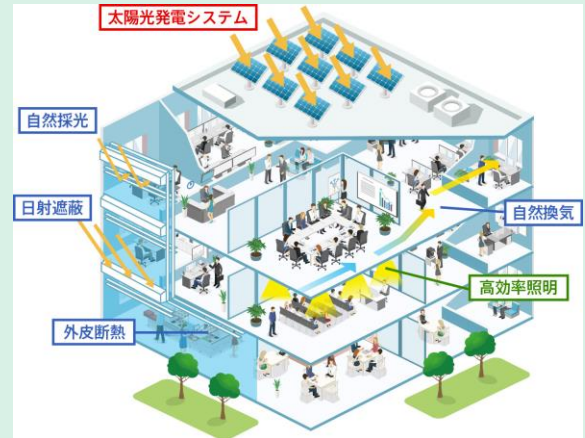 太陽光発電システム
自然採光
日射遮蔽
自然換気
高効率照明
外皮断熱